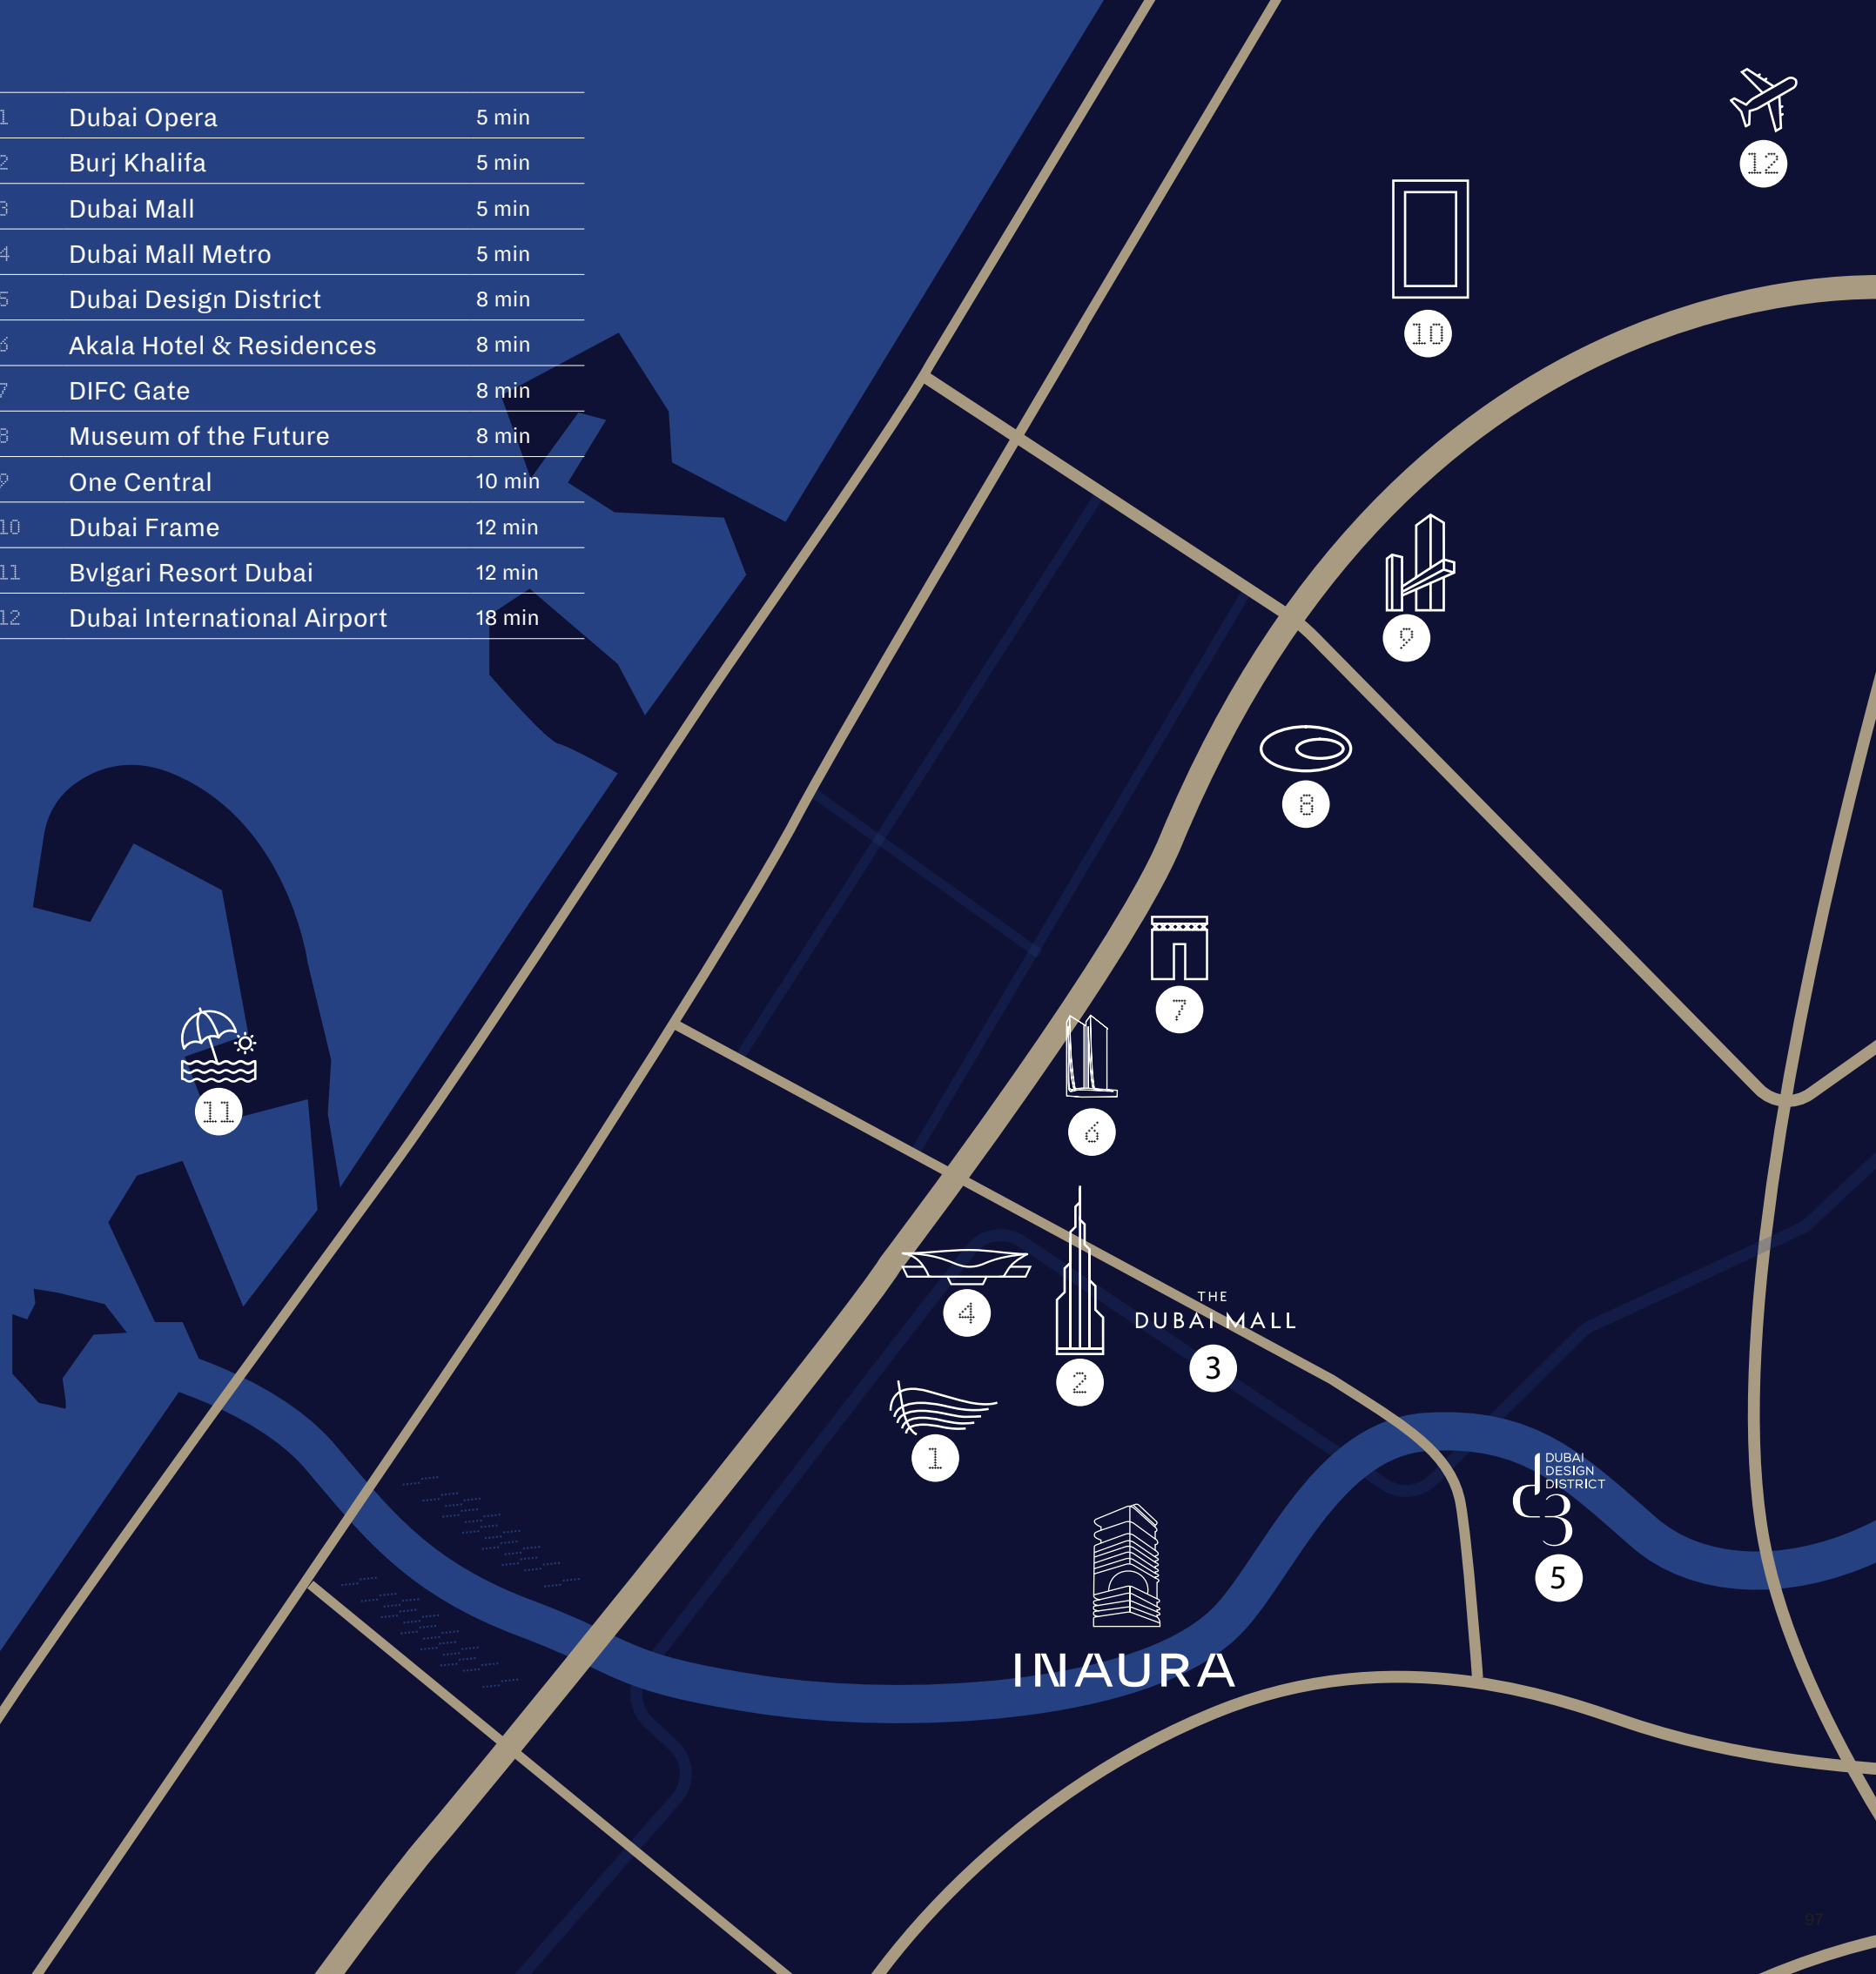 1 Dubai Opera 5 min
2 Burj Khalifa 5 min
3 Dubai Mall 5 min
4 Dubai Mall Metro 5 min
5 Dubai Design District 8 min
6 Akala Hotel & Residences 8 min
7 DIFC Gate 8 min
8 Museum of the Future 8 min
9 One Central 10 min
10 Dubai Frame 12 min
11 Bvlgari Resort Dubai 12 min
12 Dubai International Airport 18 min
12
10
9
8
7
11
6
4
THE
DUBAI MALL
3
2
1
DUBAI
DESIGN
DISTRICT
d3
5
INAURA
97